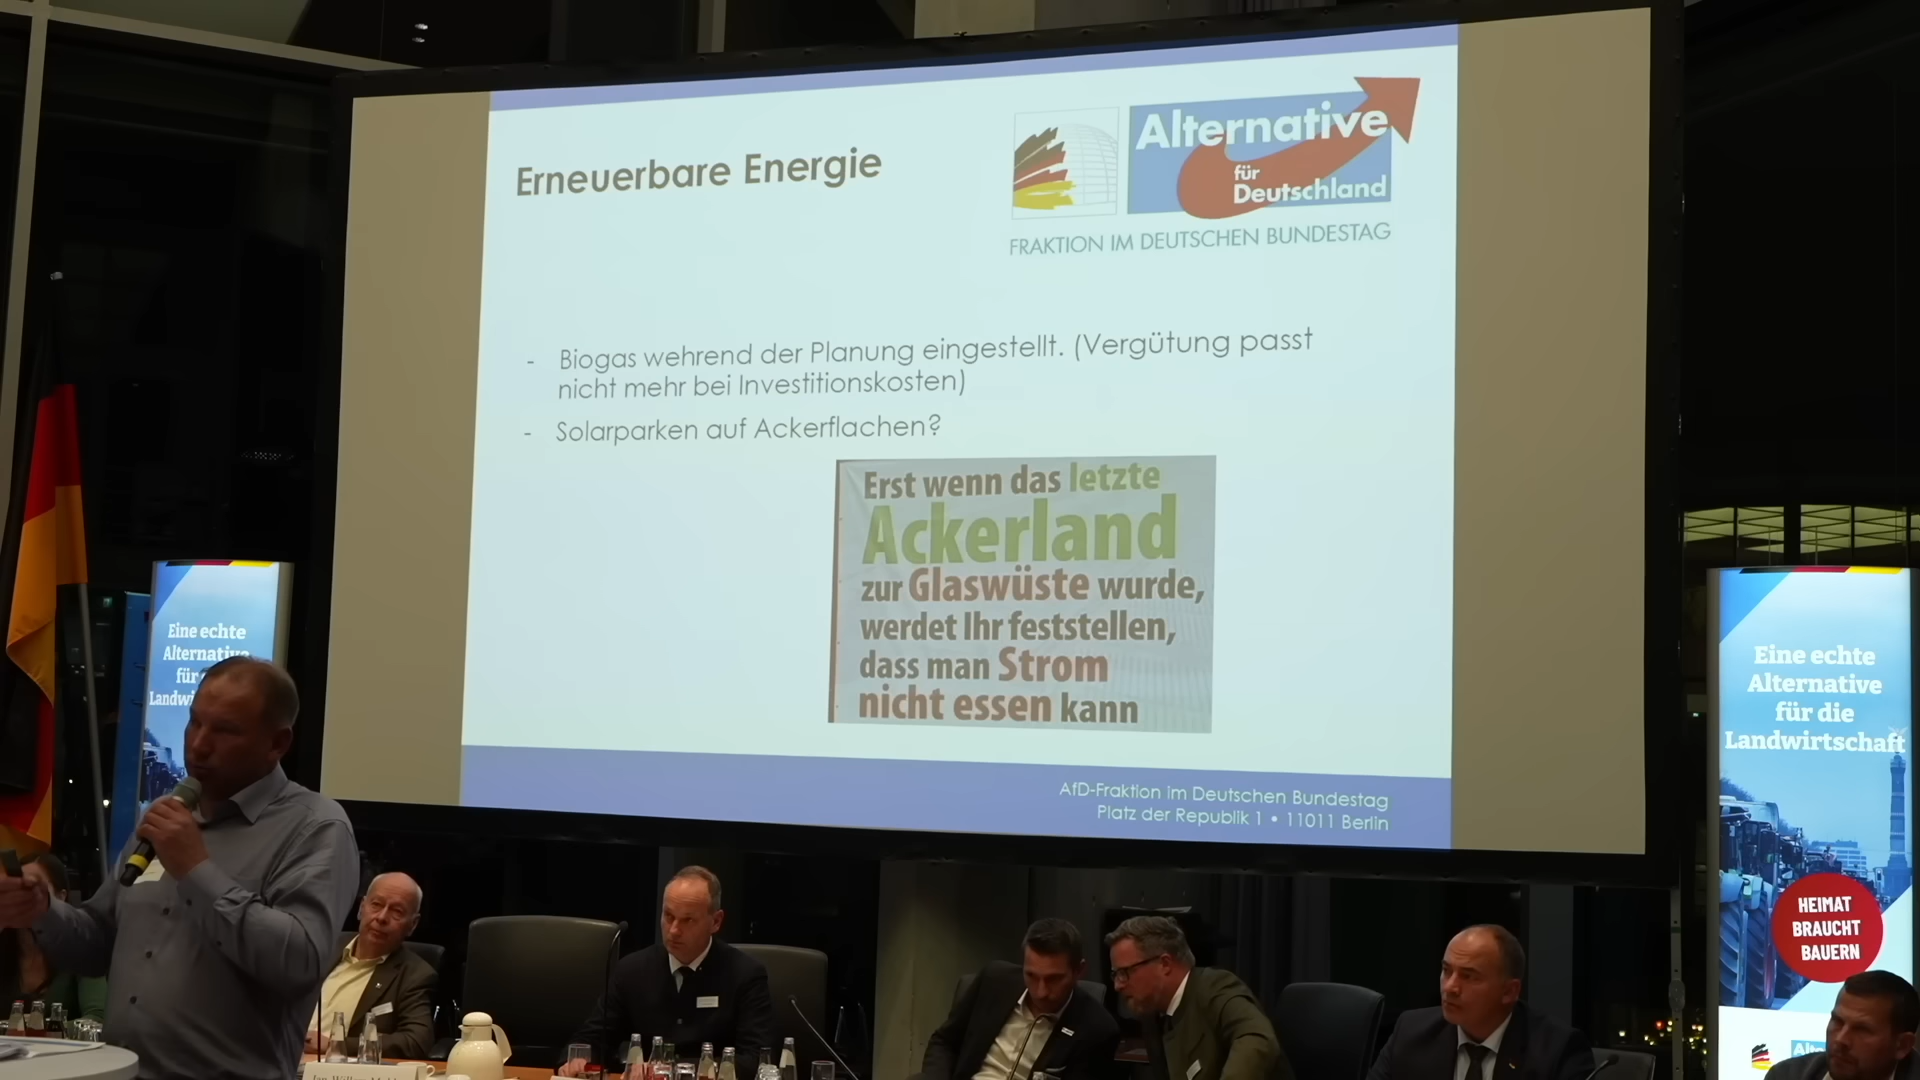 Erneuerbare Energie
Alternative
für
Deutschland
FRAKTION IM DEUTSCHEN BUNDESTAG
- Biogas wehrend der Planung eingestellt. (Vergütung passt
nicht mehr bei Investitionskosten)
- Solarparken auf Ackerflachen?
Erst wenn das letzte
Ackerland
zur Glaswüste wurde,
werdet Ihr feststellen,
dass man Strom
nicht essen kann
AfD-Fraktion im Deutschen Bundestag
Platz der Republik 1 • 11011 Berlin
Eine echte
Alternative
für
Landwi
Eine echte
Alternative
für die
Landwirtschaft
HEIMAT
BRAUCHT
BAUERN